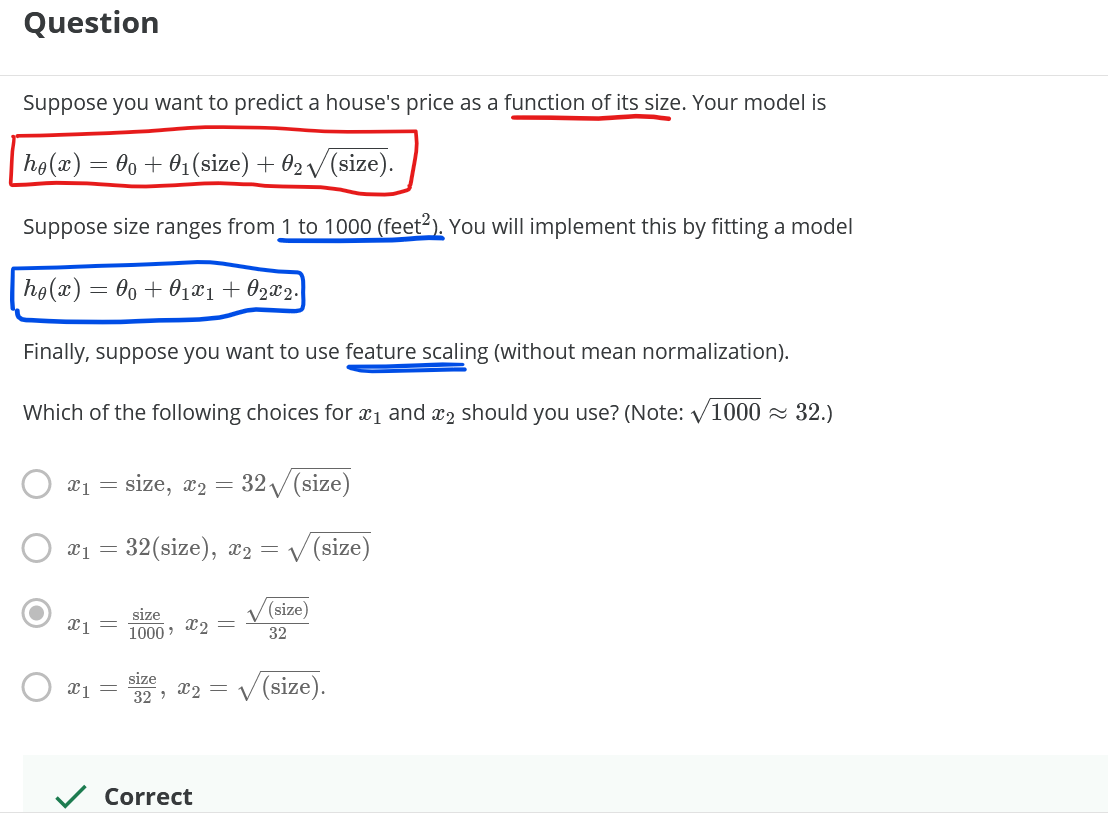 Question
Suppose you want to predict a house's price as a function of its size. Your model is
hθ(x) = θ0 + θ1(size) + θ2√(size).
Suppose size ranges from 1 to 1000 (feet²). You will implement this by fitting a model
hθ(x) = θ0 + θ1x1 + θ2x2.
Finally, suppose you want to use feature scaling (without mean normalization).
Which of the following choices for x1 and x2 should you use? (Note: √1000 ≈ 32.)
x1 = size, x2 = 32√(size)
x1 = 32(size), x2 = √(size)
x1 = size/1000, x2 = √(size)/32
x1 = size/32, x2 = √(size).
Correct